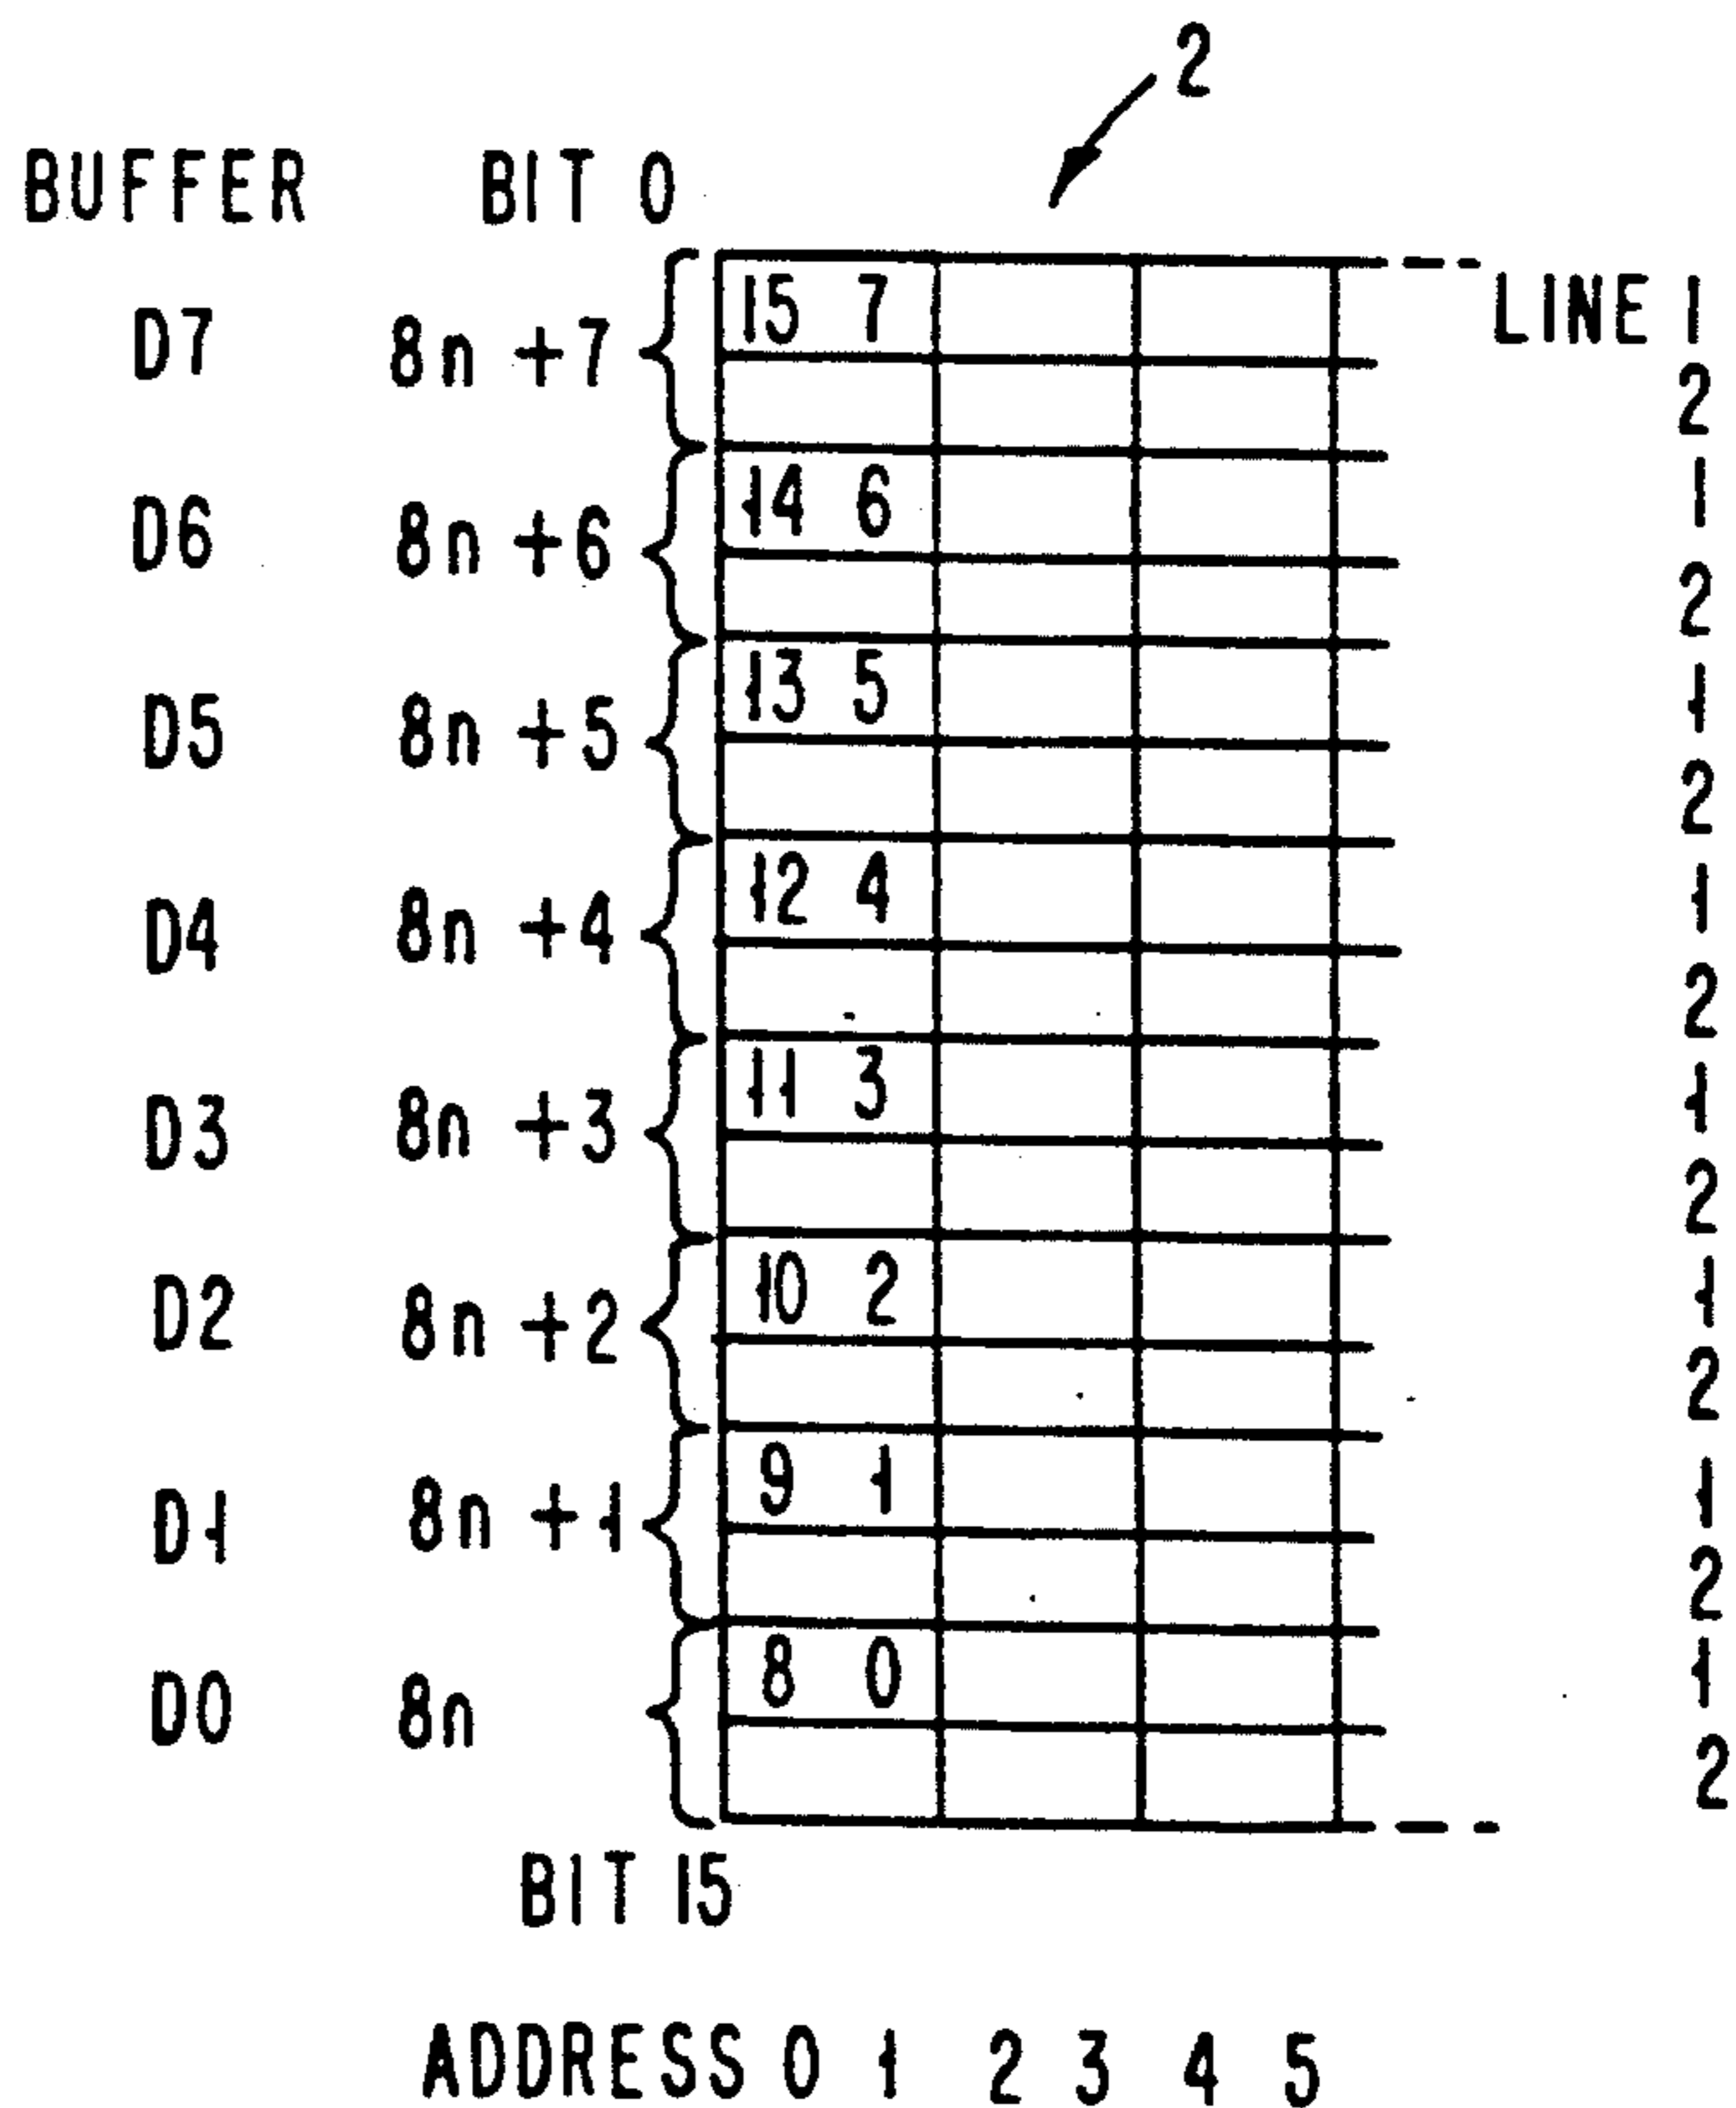 2
BUFFER BIT 0
D7 8n +7 15 7 LINE 1
2
D6 8n +6 14 6 1
2
D5 8n +5 13 5 1
2
D4 8n +4 12 4 1
2
D3 8n +3 11 3 1
2
D2 8n +2 10 2 1
2
D1 8n +1 9 1 1
2
D0 8n 8 0 1
2
BIT 15
ADDRESS 0 1 2 3 4 5